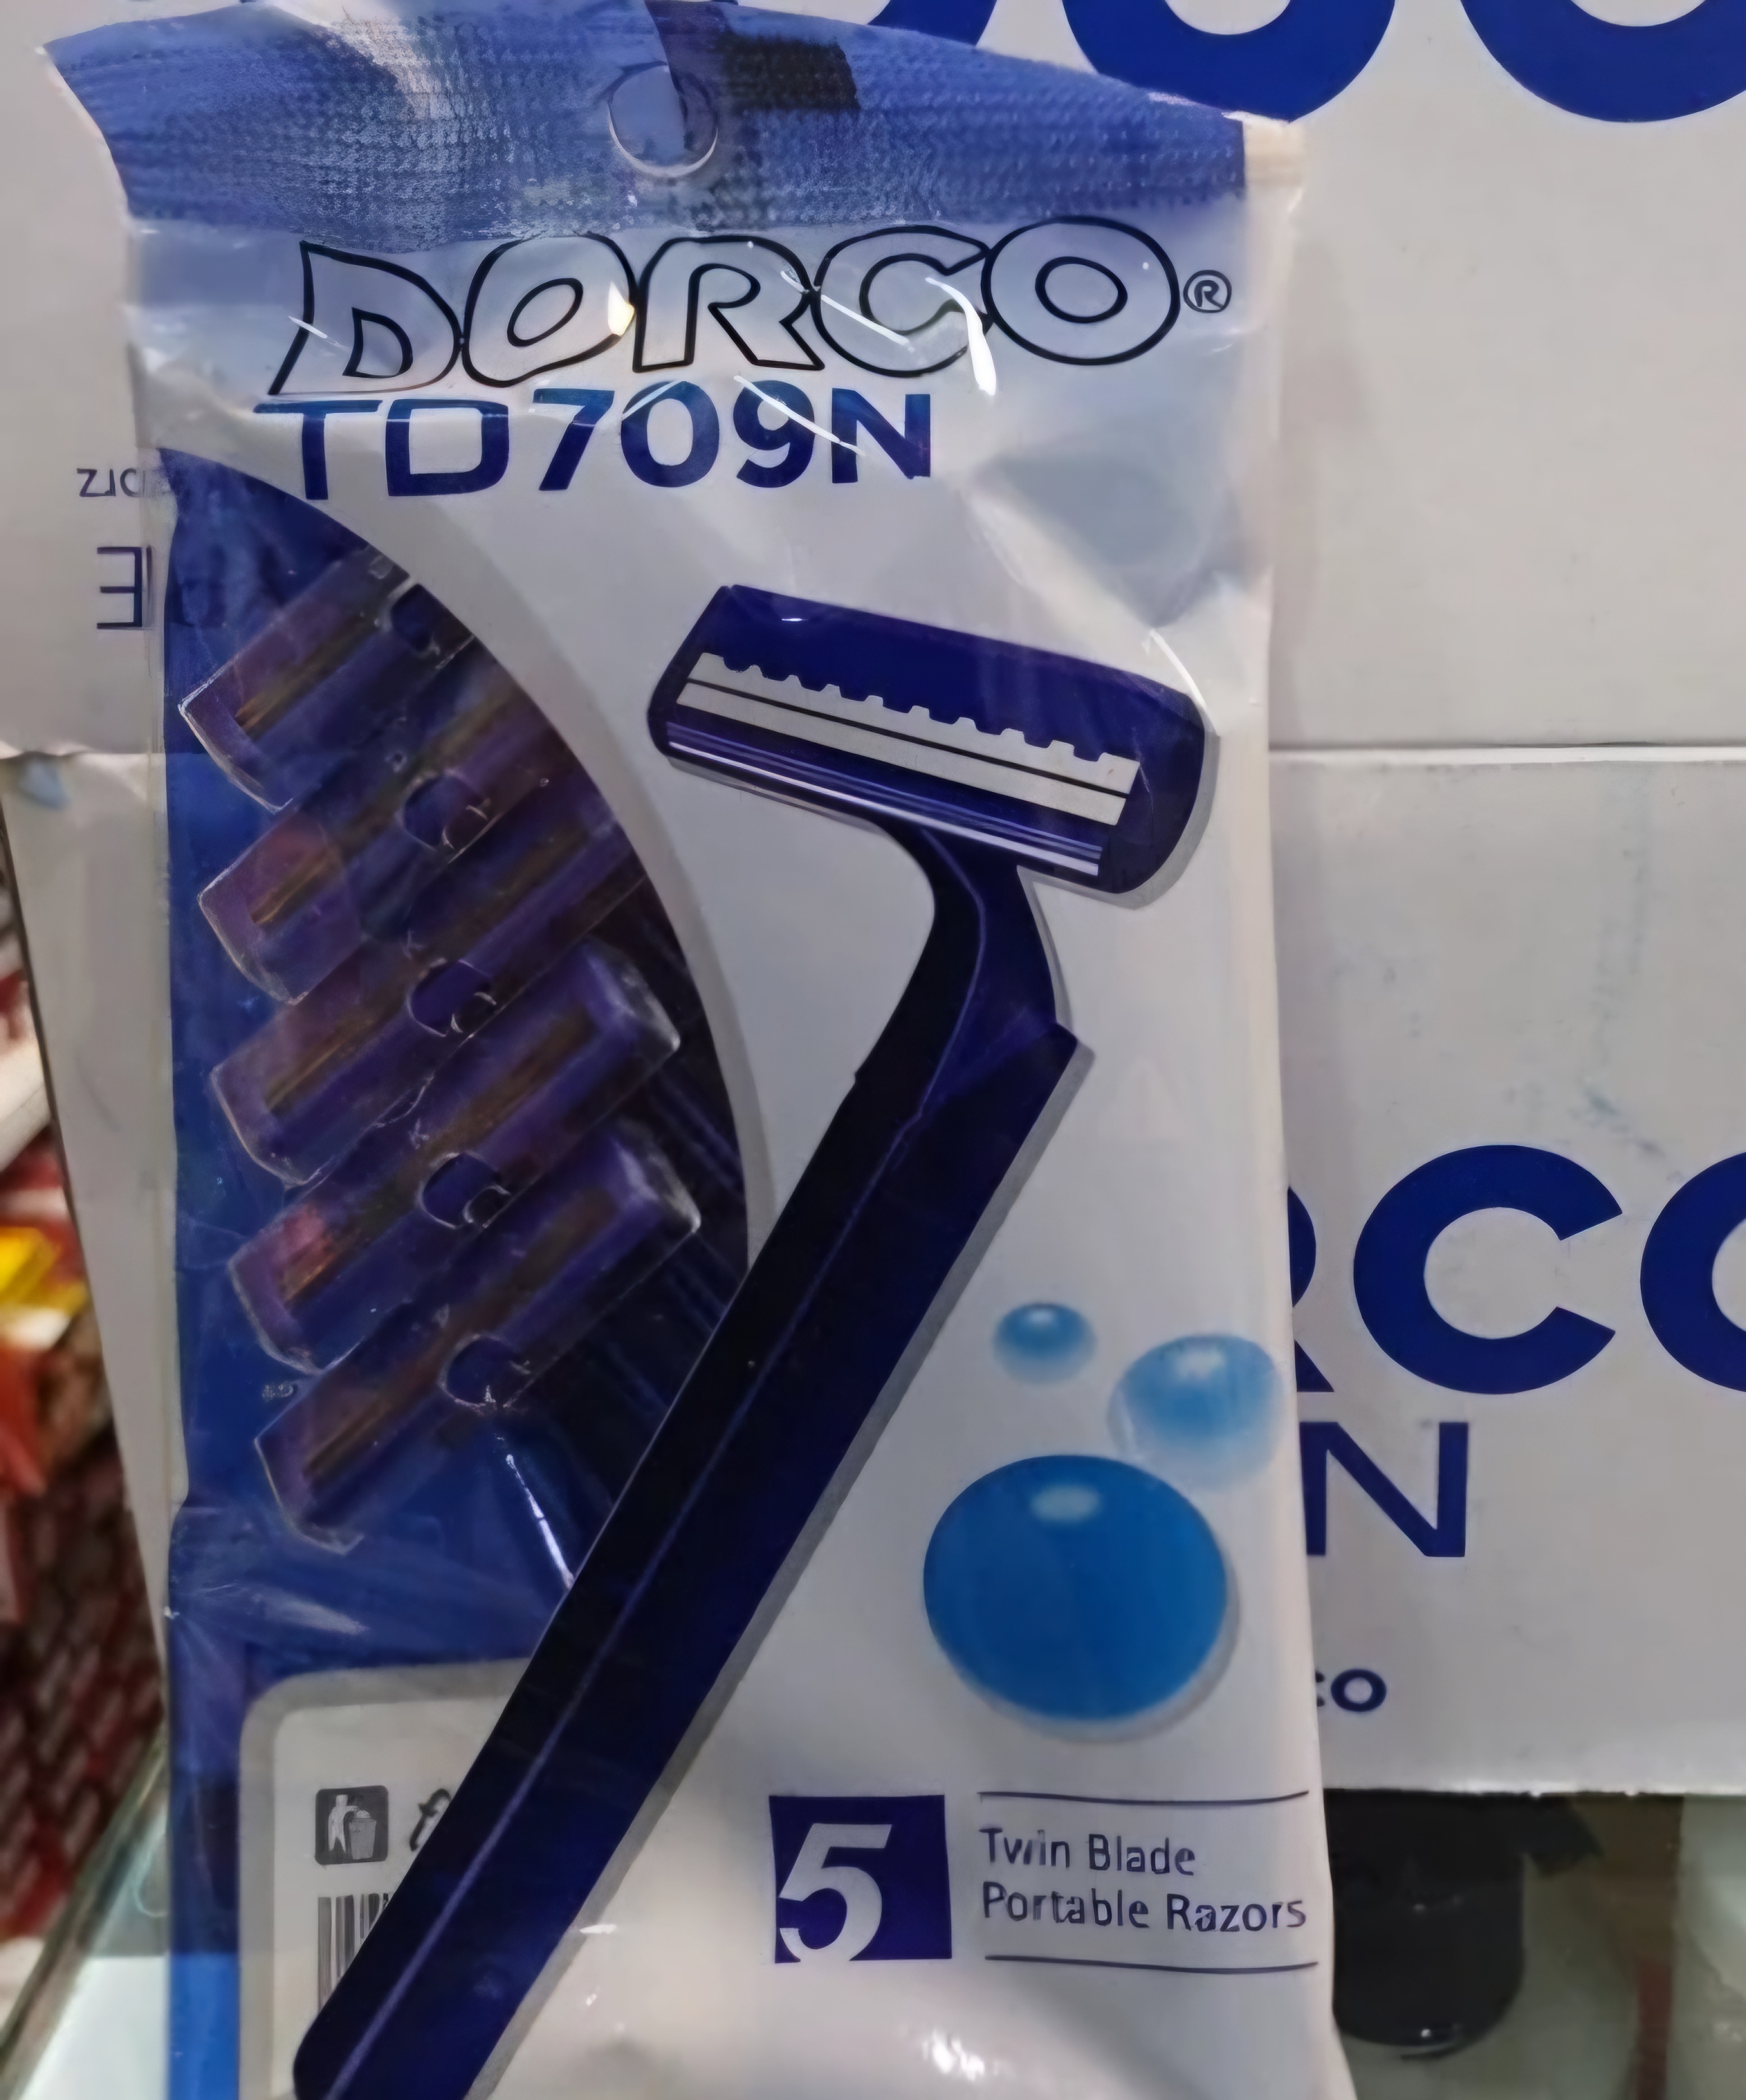 DORCO®
TD709N
5
Twin Blade
Portable Razors
RCO
N
CO